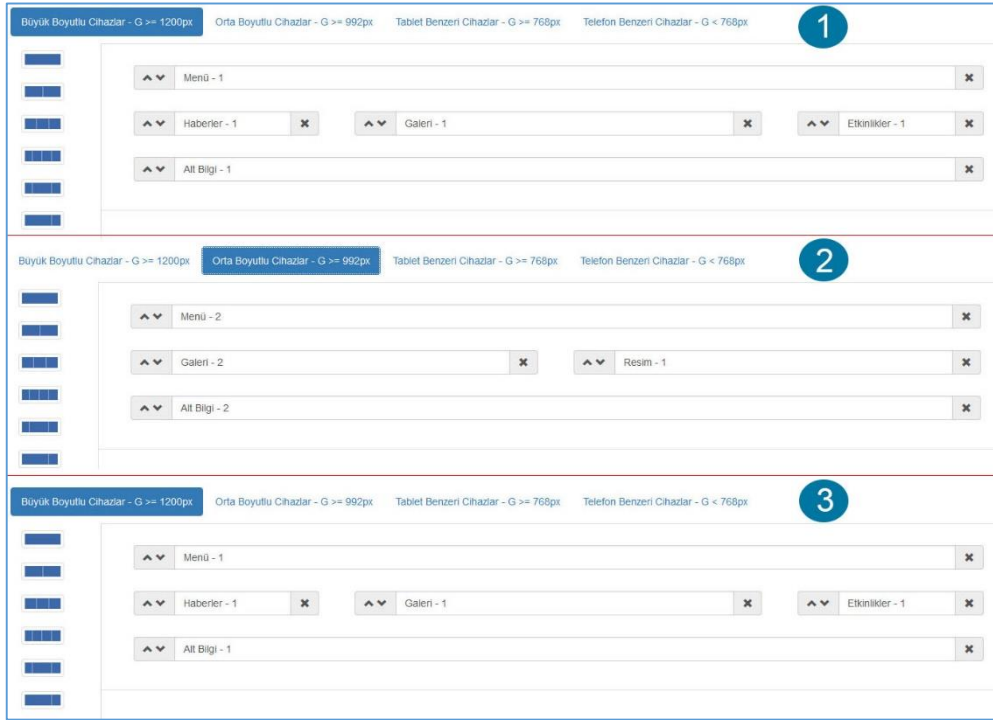 Büyük Boyutlu Cihazlar - G >= 1200px Orta Boyutlu Cihazlar - G >= 992px Tablet Benzeri Cihazlar - G >= 768px Telefon Benzeri Cihazlar - G < 768px 1
Menü - 1
Haberler - 1 Galeri - 1 Etkinlikler - 1
Alt Bilgi - 1
Büyük Boyutlu Cihazlar - G >= 1200px Orta Boyutlu Cihazlar - G >= 992px Tablet Benzeri Cihazlar - G >= 768px Telefon Benzeri Cihazlar - G < 768px 2
Menü - 2
Galeri - 2 Resim - 1
Alt Bilgi - 2
Büyük Boyutlu Cihazlar - G >= 1200px Orta Boyutlu Cihazlar - G >= 992px Tablet Benzeri Cihazlar - G >= 768px Telefon Benzeri Cihazlar - G < 768px 3
Menü - 1
Haberler - 1 Galeri - 1 Etkinlikler - 1
Alt Bilgi - 1